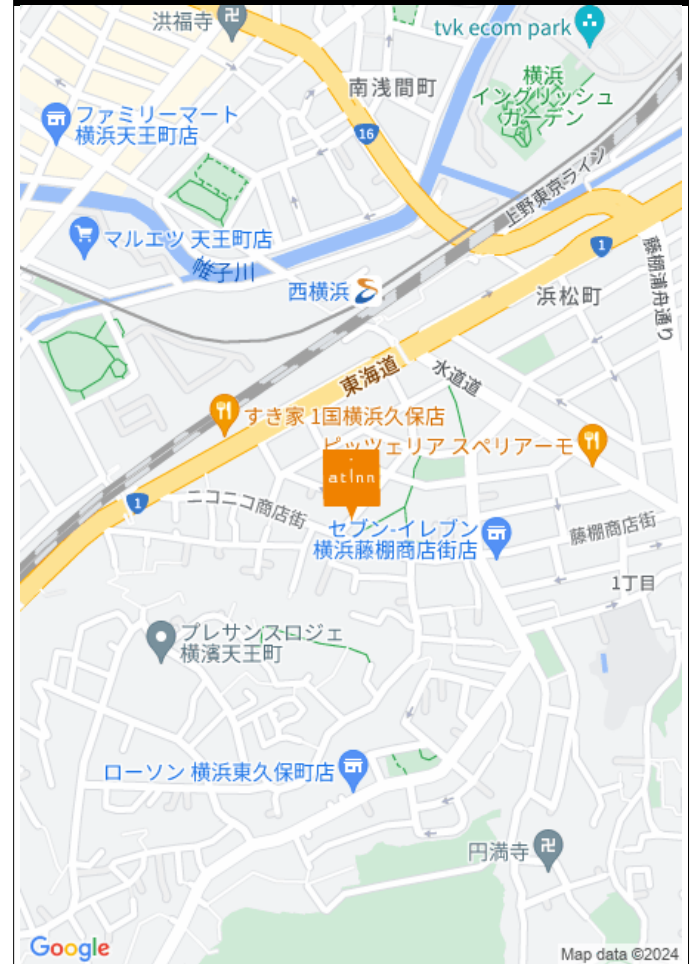 洪福寺
tvk ecom park
南浅間町
横浜
イングリッシュ
ガーデン
ファミリーマート
横浜天王町店
16
上野東京ライン
マルエツ 天王町店
帷子川
1
藤棚浦舟通り
西横浜
浜松町
東海道
水道道
すき家 1国横浜久保店
ピッツェリア スペリアーモ
atInn
1
ニコニコ商店街
セブン-イレブン
横浜藤棚商店街店
藤棚商店街
1丁目
プレサンスロジェ
横濱天王町
ローソン 横浜東久保町店
円満寺
Google
Map data ©2024